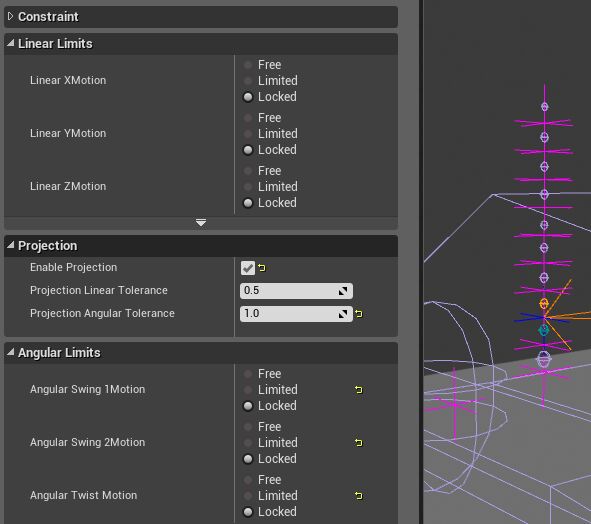 Constraint
Linear Limits
Linear XMotion
Free
Limited
Locked
Linear YMotion
Free
Limited
Locked
Linear ZMotion
Free
Limited
Locked
Projection
Enable Projection
Projection Linear Tolerance 0.5
Projection Angular Tolerance 1.0
Angular Limits
Angular Swing 1Motion
Free
Limited
Locked
Angular Swing 2Motion
Free
Limited
Locked
Angular Twist Motion
Free
Limited
Locked